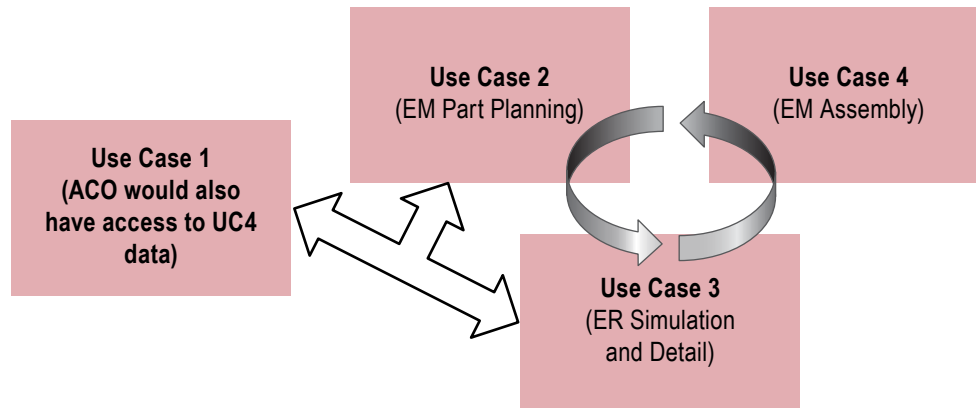 Use Case 1
(ACO would also
have access to UC4
data)
Use Case 2
(EM Part Planning)
Use Case 4
(EM Assembly)
Use Case 3
(ER Simulation
and Detail)